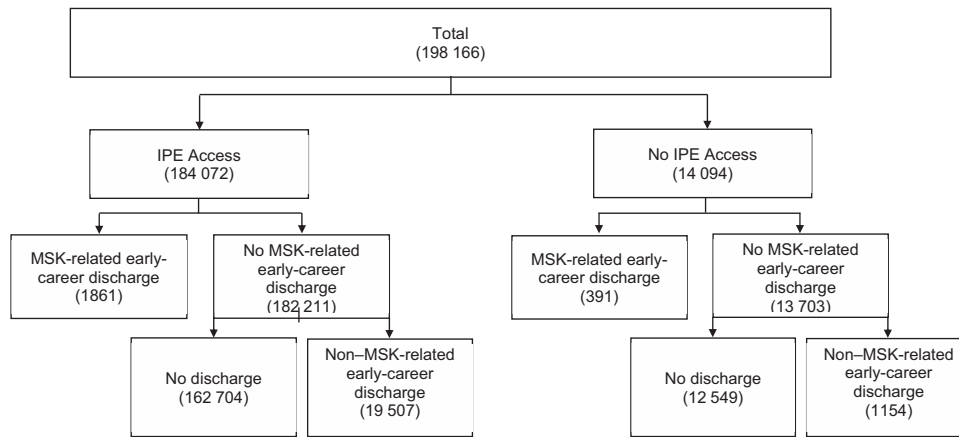 Total
(198 166)
IPE Access
(184 072)
No IPE Access
(14 094)
MSK-related early-
career discharge
(1861)
No MSK-related
early-career
discharge
(182 211)
MSK-related early-
career discharge
(391)
No MSK-related
early-career
discharge
(13 703)
No discharge
(162 704)
Non–MSK-related
early-career
discharge
(19 507)
No discharge
(12 549)
Non–MSK-related
early-career
discharge
(1154)